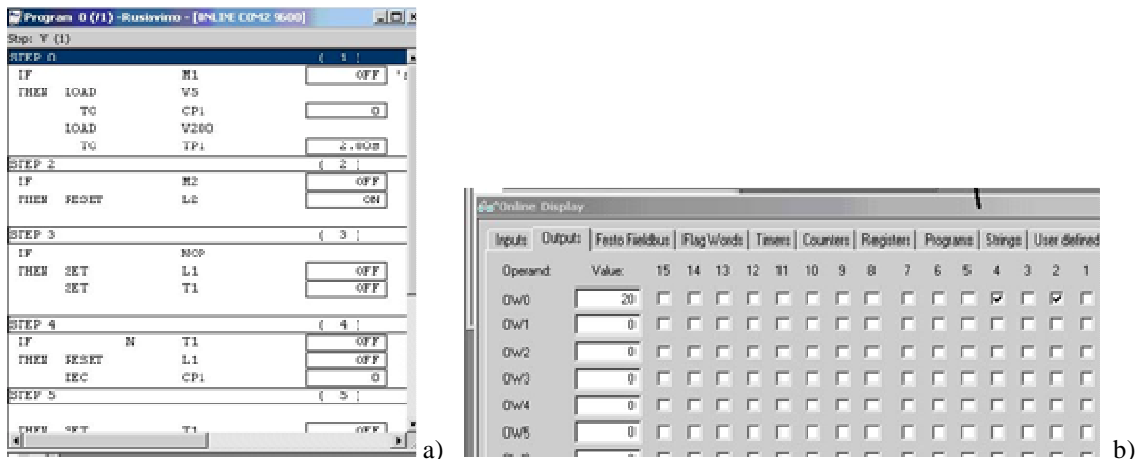 Program 0 (/1) -Rusiavimo - [ONLINE COM2 9600]
Step: Y (1)
STEP 0 ( 1 )
IF M1 OFF
THEN LOAD V5
TO CP1 0
LOAD V200
TO TP1 2.00s
STEP 2 ( 2 )
IF M2 OFF
THEN RESET L2 ON
STEP 3 ( 3 )
IF NOP
THEN SET L1 OFF
SET T1 OFF
STEP 4 ( 4 )
IF N T1 OFF
THEN RESET L1 OFF
DEC CP1 0
STEP 5 ( 5 )
THEN SET T1 OFF
a)
Online Display
Inputs Outputs Festo Fieldbus Flag Words Timers Counters Registers Programs Strings User defined
Operand: Value: 15 14 13 12 11 10 9 8 7 6 5 4 3 2 1
OW0 20
OW1 0
OW2 0
OW3 0
OW4 0
OW5 0
b)